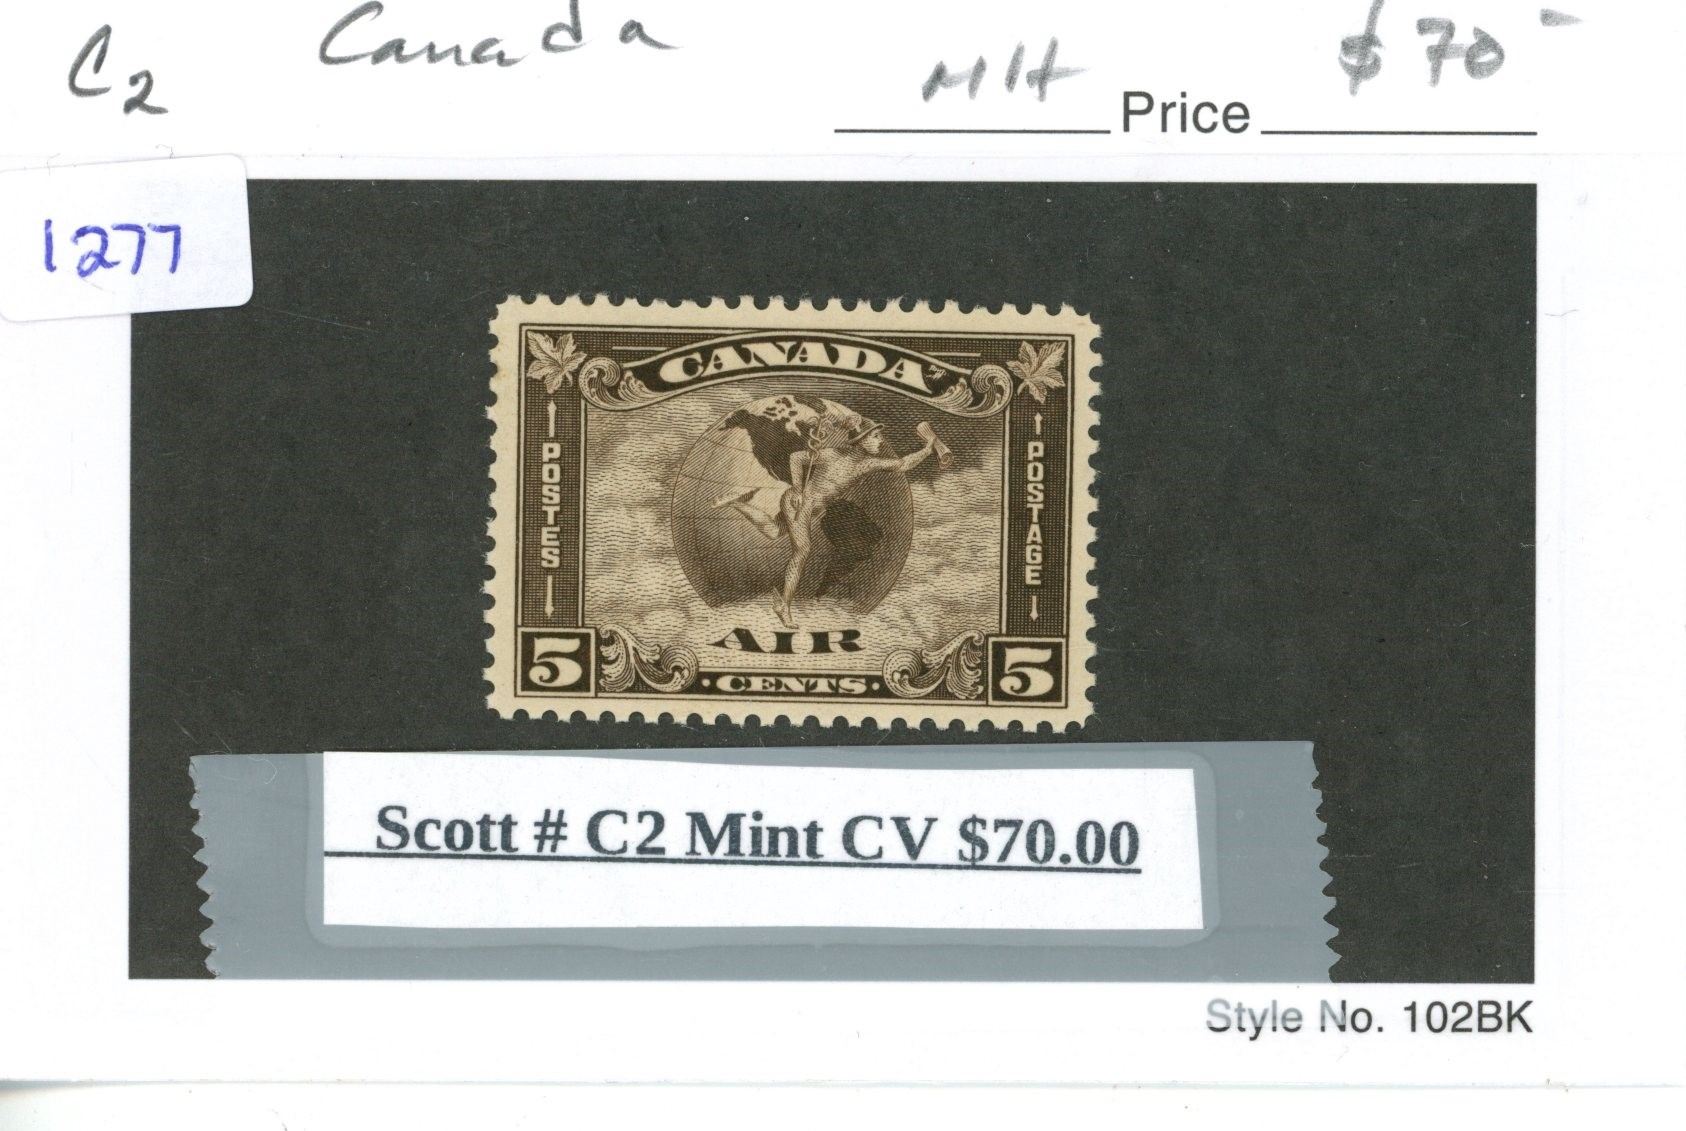 C2 Canada MH $70-
Price
1277
CANADA
POSTES
POSTAGE
AIR
5 CENTS 5
Scott # C2 Mint CV $70.00
Style No. 102BK